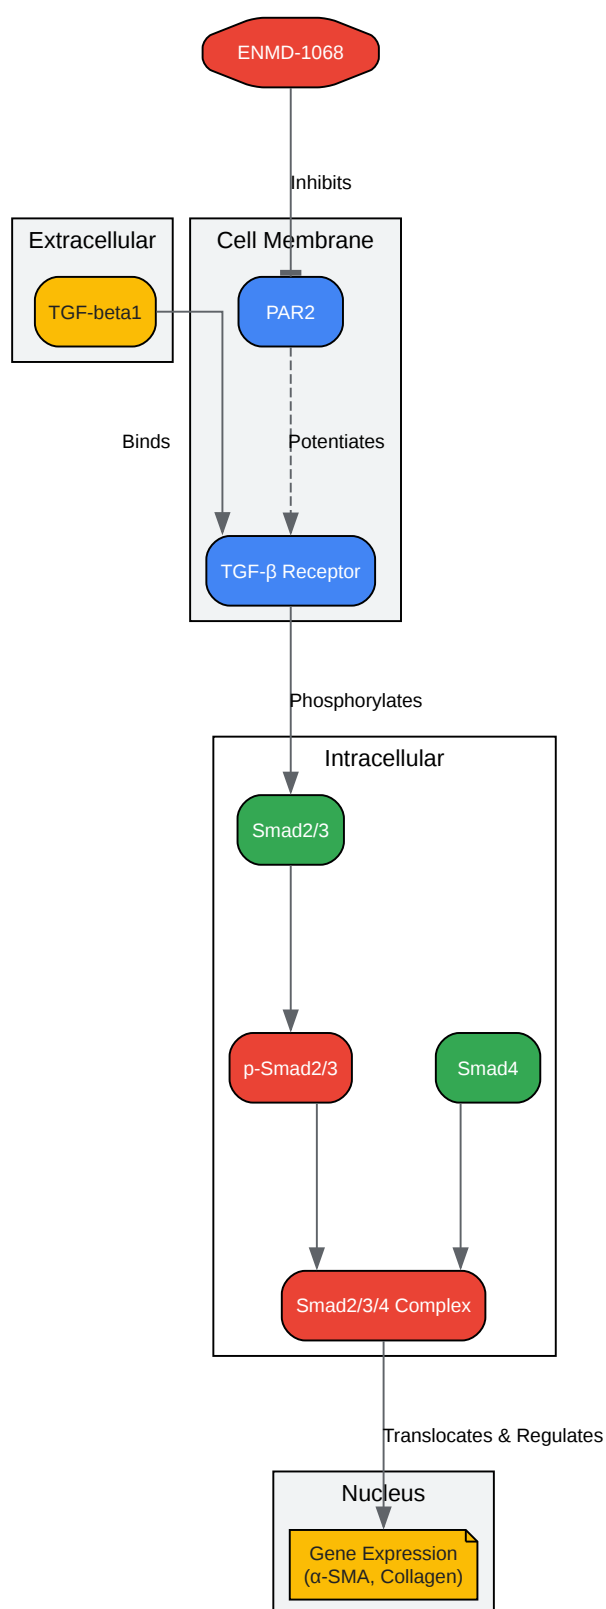 ENMD-1068
Inhibits
Extracellular
Cell Membrane
TGF-beta1
PAR2
Binds
Potentiates
TGF-β Receptor
Phosphorylates
Intracellular
Smad2/3
p-Smad2/3
Smad4
Smad2/3/4 Complex
Translocates & Regulates
Nucleus
Gene Expression
(α-SMA, Collagen)